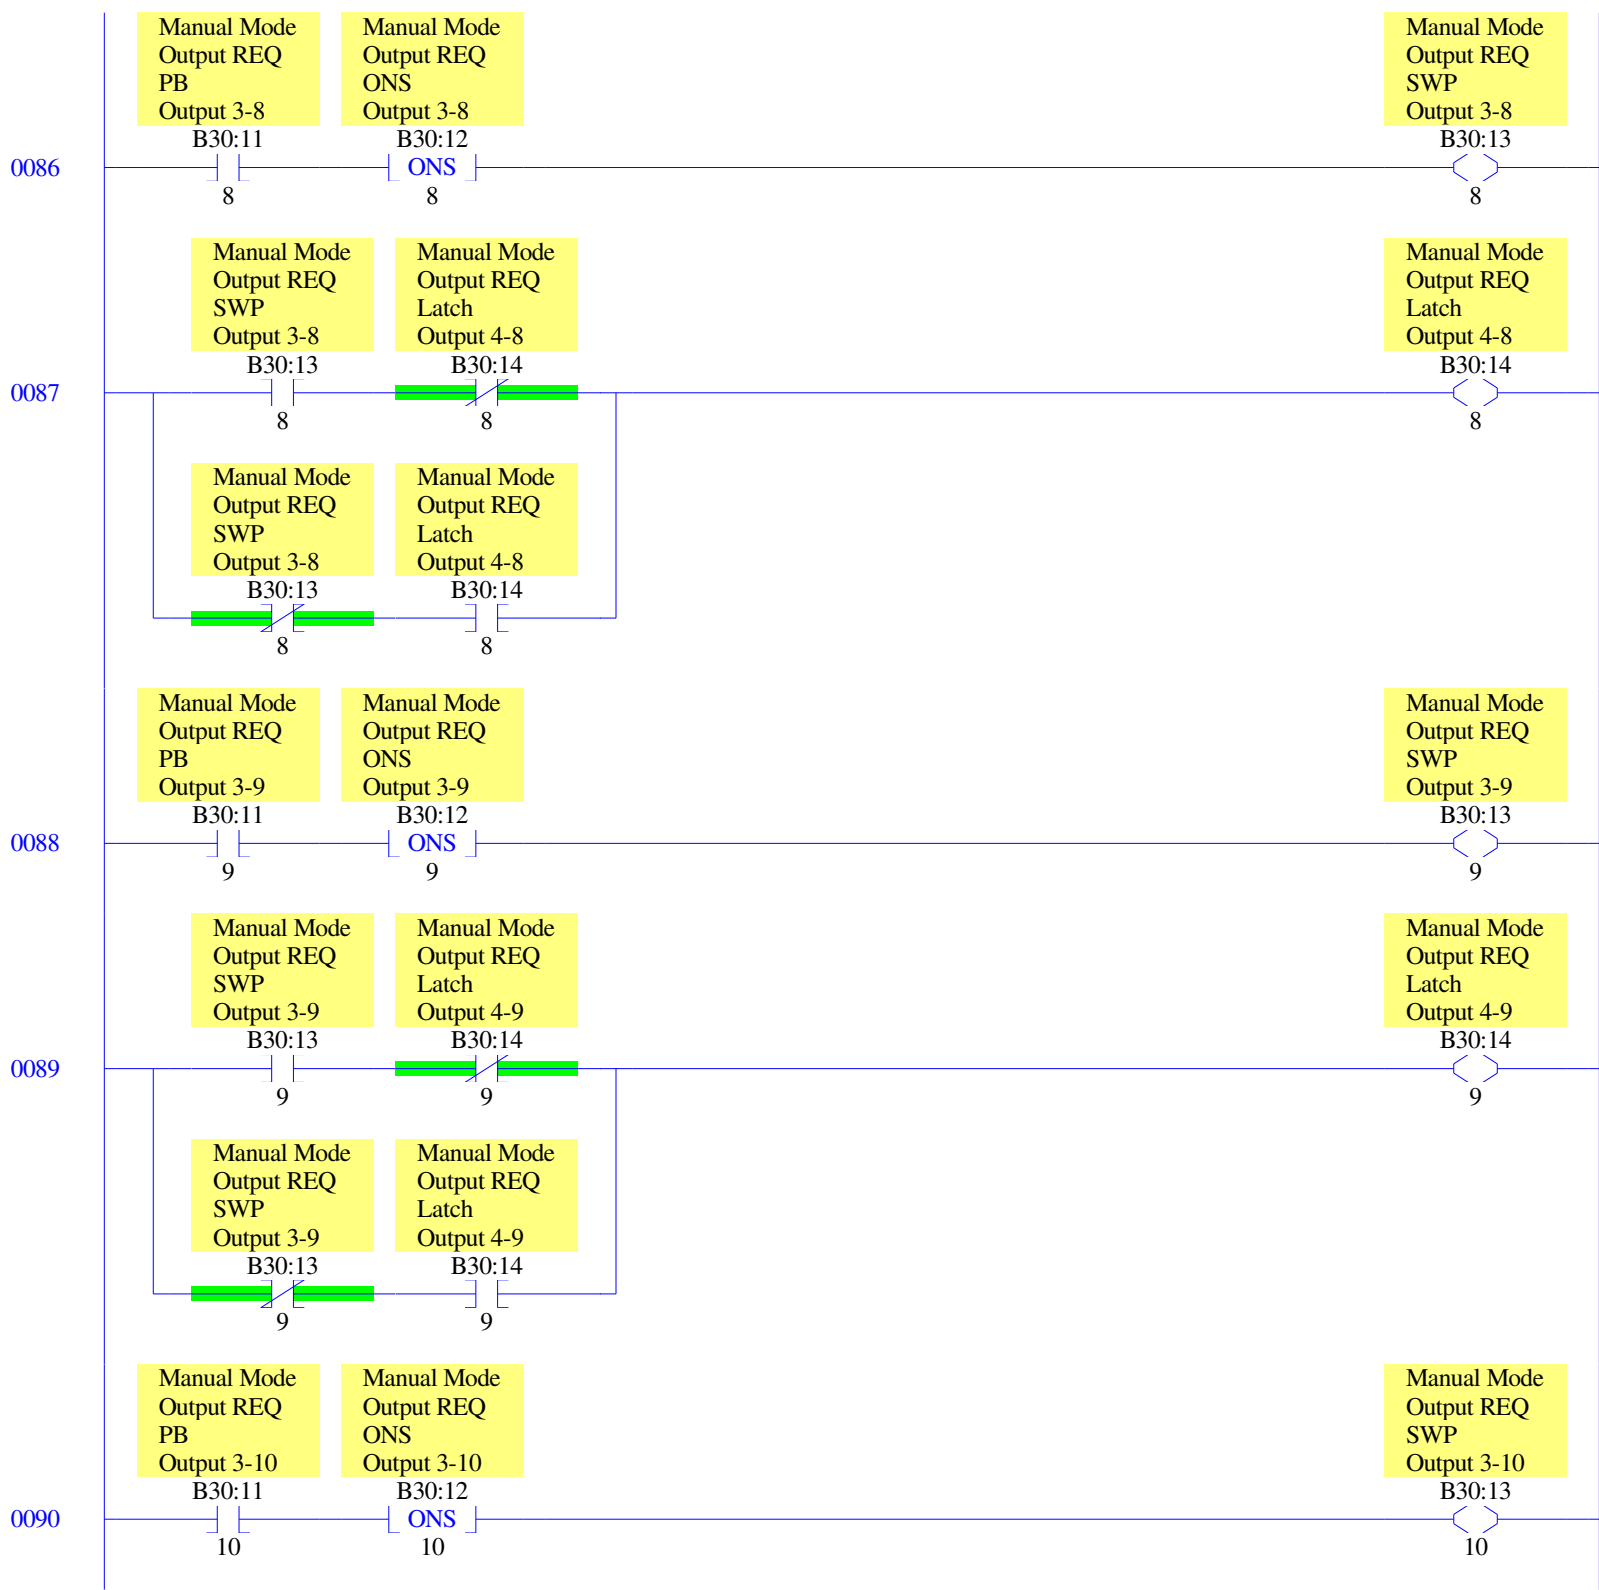 Manual Mode
Output REQ
PB
Output 3-8
B30:11
8
Manual Mode
Output REQ
ONS
Output 3-8
B30:12
ONS
8
Manual Mode
Output REQ
SWP
Output 3-8
B30:13
8
0086
Manual Mode
Output REQ
SWP
Output 3-8
B30:13
8
Manual Mode
Output REQ
Latch
Output 4-8
B30:14
8
Manual Mode
Output REQ
Latch
Output 4-8
B30:14
8
0087
Manual Mode
Output REQ
SWP
Output 3-8
B30:13
8
Manual Mode
Output REQ
Latch
Output 4-8
B30:14
8
Manual Mode
Output REQ
PB
Output 3-9
B30:11
9
Manual Mode
Output REQ
ONS
Output 3-9
B30:12
ONS
9
Manual Mode
Output REQ
SWP
Output 3-9
B30:13
9
0088
Manual Mode
Output REQ
SWP
Output 3-9
B30:13
9
Manual Mode
Output REQ
Latch
Output 4-9
B30:14
9
Manual Mode
Output REQ
Latch
Output 4-9
B30:14
9
0089
Manual Mode
Output REQ
SWP
Output 3-9
B30:13
9
Manual Mode
Output REQ
Latch
Output 4-9
B30:14
9
Manual Mode
Output REQ
PB
Output 3-10
B30:11
10
Manual Mode
Output REQ
ONS
Output 3-10
B30:12
ONS
10
Manual Mode
Output REQ
SWP
Output 3-10
B30:13
10
0090